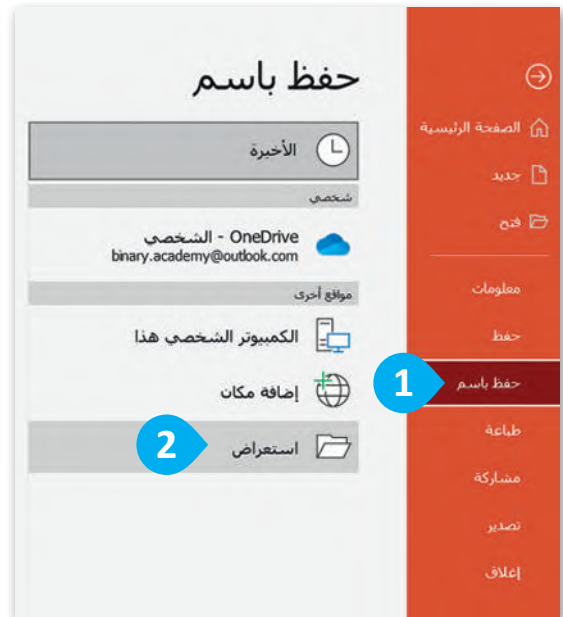 الصفحة الرئيسية
جديد
فتح
معلومات
حفظ
حفظ باسم
1
طباعة
مشاركة
تصدير
إغلاق
حفظ باسم
الأخيرة
شخصي
OneDrive - الشخصي
binary.academy@outlook.com
مواقع أخرى
الكمبيوتر الشخصي هذا
إضافة مكان
استعراض
2